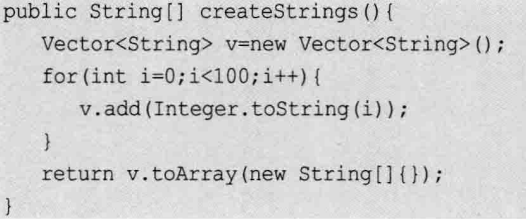 public String[] createStrings(){
   Vector<String> v=new Vector<String>();
   for(int i=0;i<100;i++){
      v.add(Integer.toString(i));
   }
   return v.toArray(new String[]{});
}